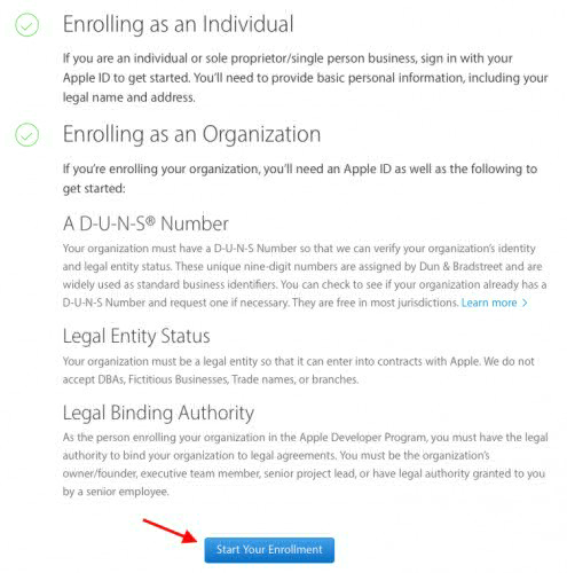 Enrolling as an Individual
If you are an individual or sole proprietor/single person business, sign in with your
Apple ID to get started. You'll need to provide basic personal information, including your
legal name and address.
Enrolling as an Organization
If you're enrolling your organization, you'll need an Apple ID as well as the following to
get started:
A D-U-N-S® Number
Your organization must have a D-U-N-S Number so that we can verify your organization's identity
and legal entity status. These unique nine-digit numbers are assigned by Dun & Bradstreet and are
widely used as standard business identifiers. You can check to see if your organization already has a
D-U-N-S Number and request one if necessary. They are free in most jurisdictions. Learn more >
Legal Entity Status
Your organization must be a legal entity so that it can enter into contracts with Apple. We do not
accept DBAs, Fictitious Businesses, Trade names, or branches.
Legal Binding Authority
As the person enrolling your organization in the Apple Developer Program, you must have the legal
authority to bind your organization to legal agreements. You must be the organization's
owner/founder, executive team member, senior project lead, or have legal authority granted to you
by a senior employee.
Start Your Enrollment